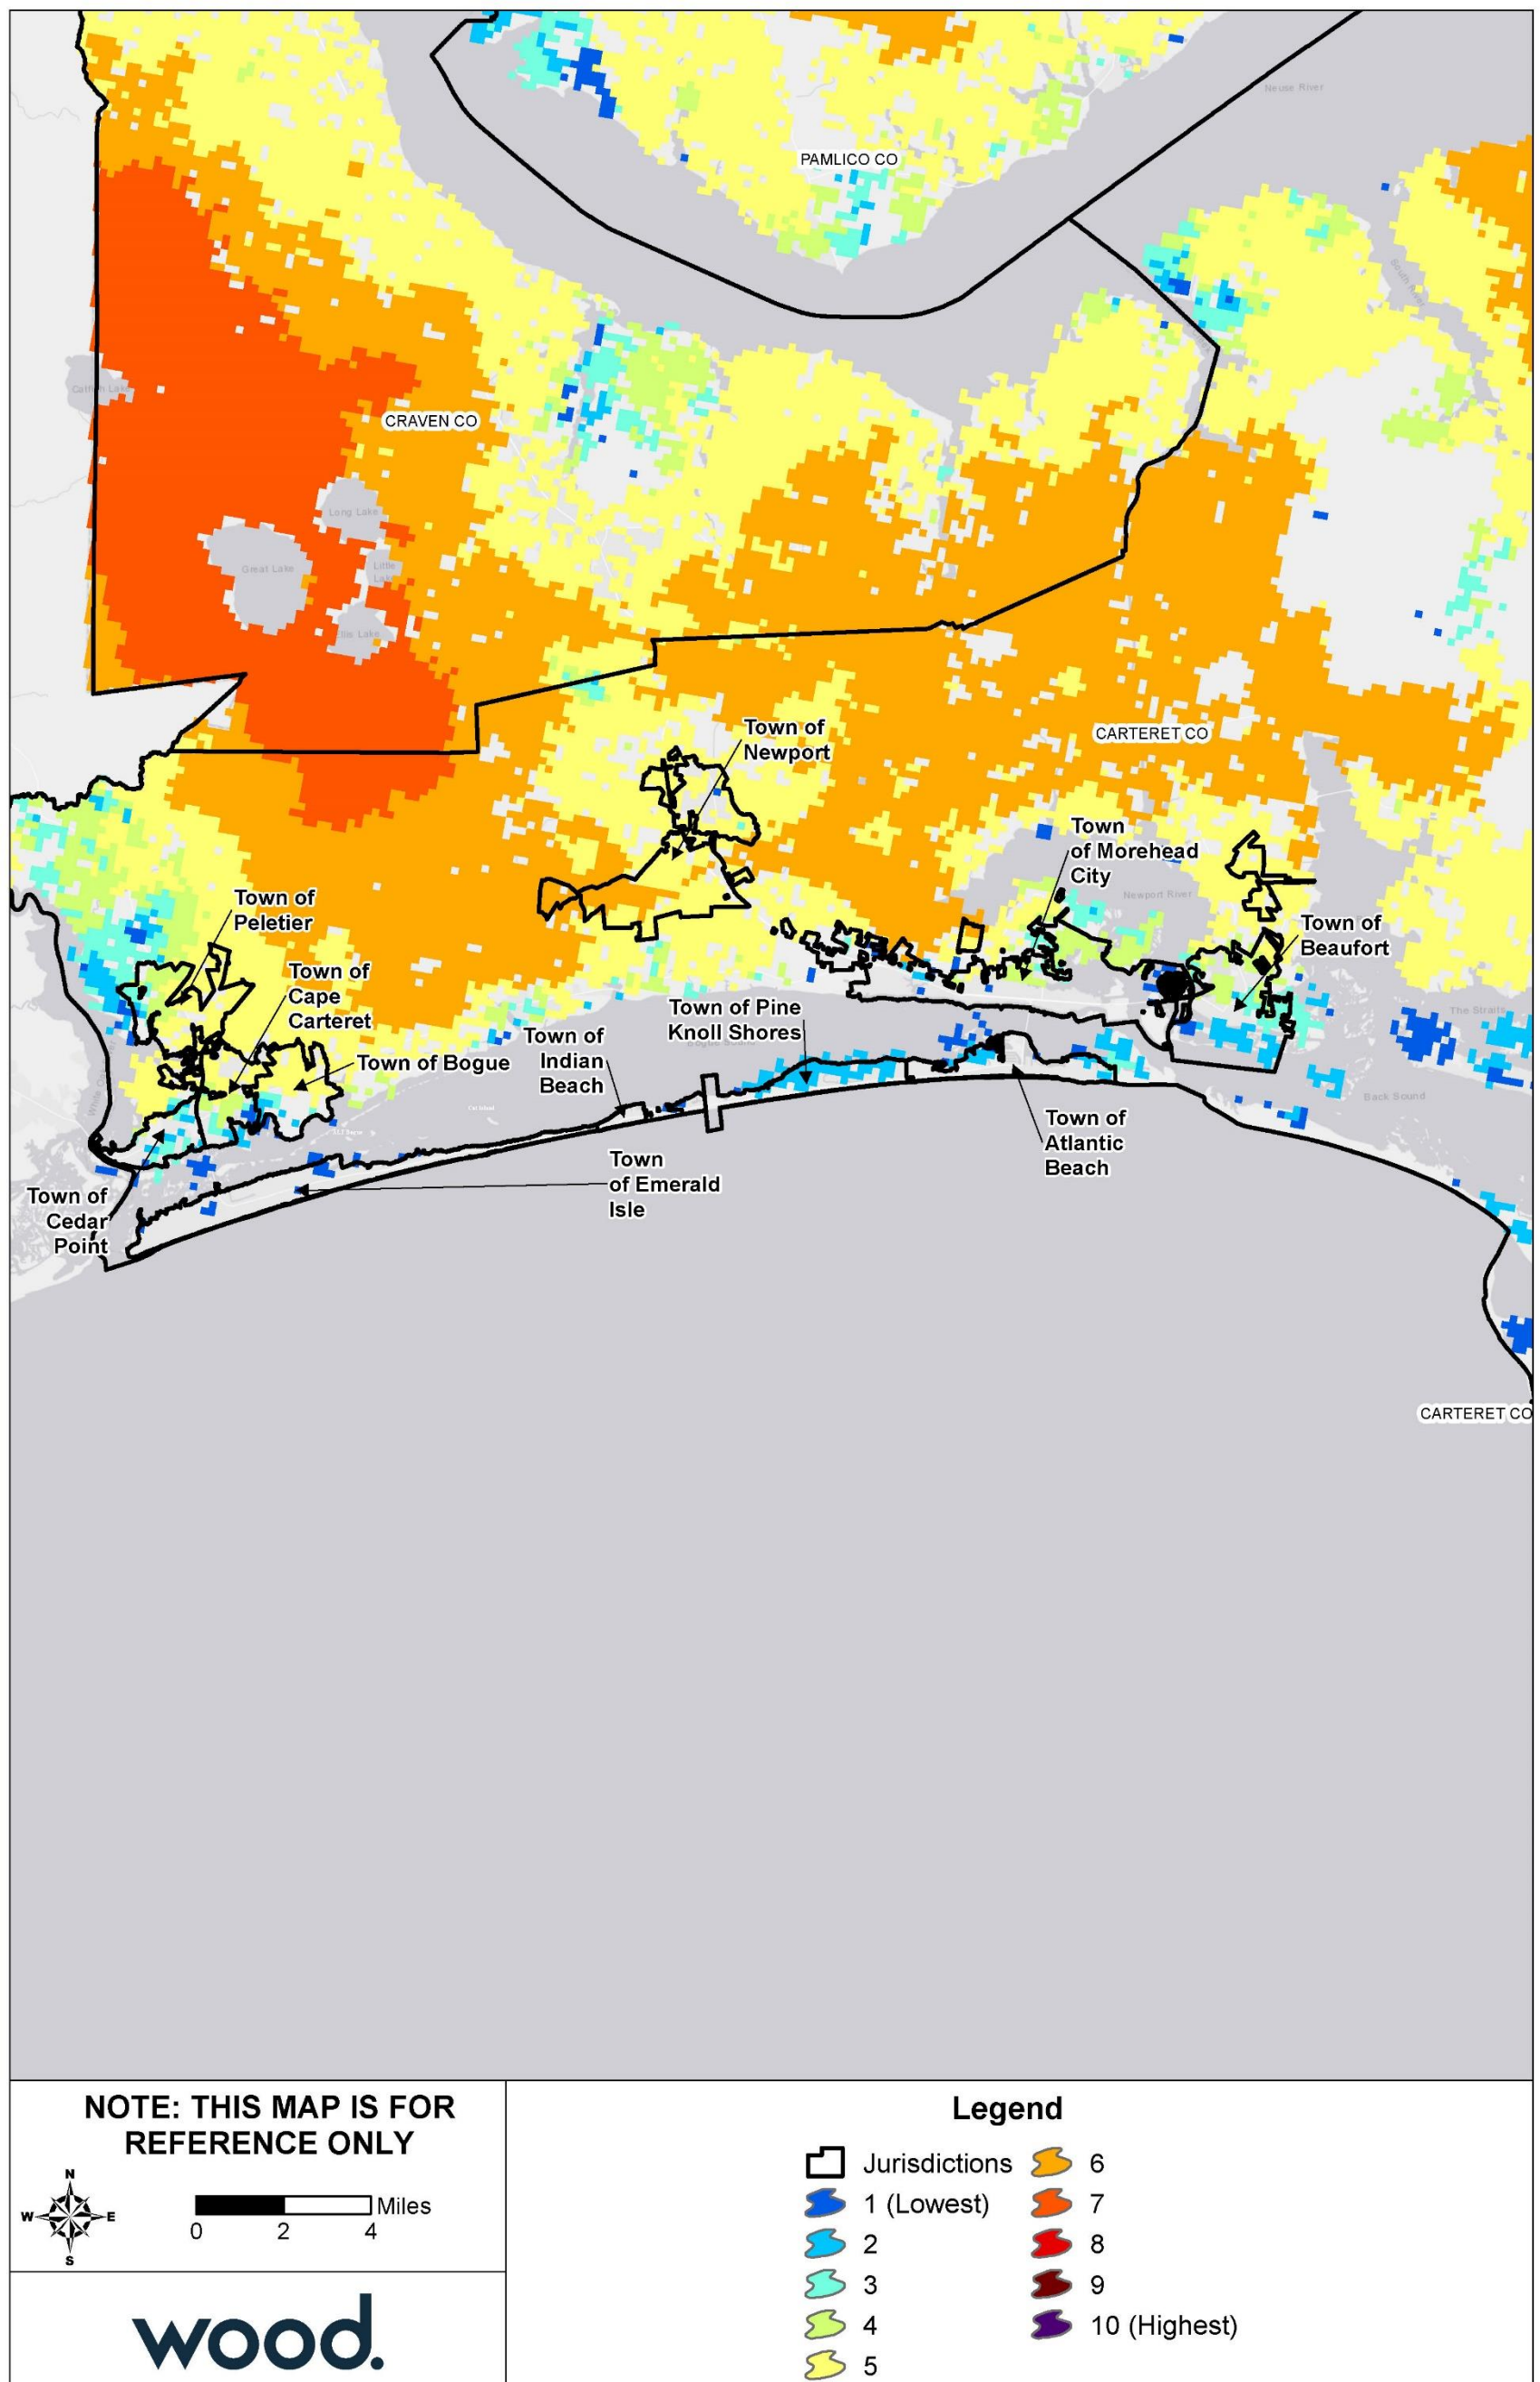 Neuse River
PAMLICO CO
South River
Catfish Lake
CRAVEN CO
Long Lake
Great Lake
Little
Lake
Ellis Lake
Town of
Newport
CARTERET CO
Town
of Morehead
City
Newport River
Town of
Peletier
Town of
Beaufort
Town of
Cape
Carteret
Town of Pine
Knoll Shores
The Straits
Town of
Indian
Beach
Town of Bogue
Back Sound
Town of
Atlantic
Beach
Town
of Emerald
Isle
Town of
Cedar
Point
CARTERET CO
NOTE: THIS MAP IS FOR
REFERENCE ONLY
N
W
E
S
Miles
0
2
4
wood.
Legend
Jurisdictions
1 (Lowest)
2
3
4
5
6
7
8
9
10 (Highest)